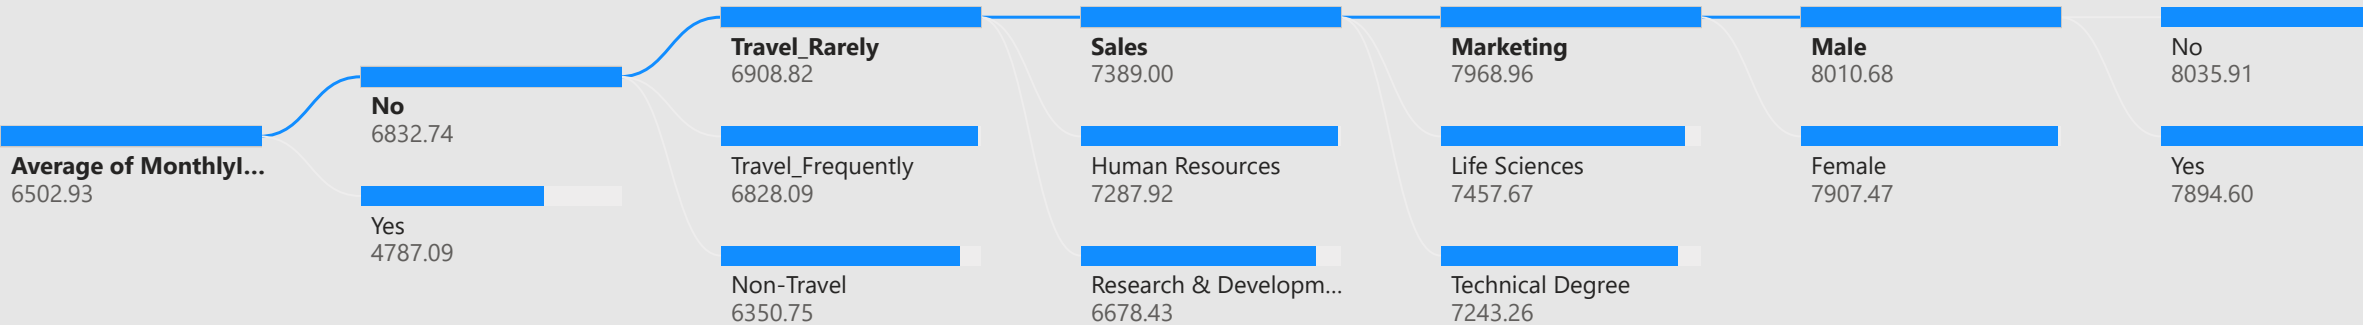 Average of MonthlyI...
6502.93
No
6832.74
Yes
4787.09
Travel_Rarely
6908.82
Travel_Frequently
6828.09
Non-Travel
6350.75
Sales
7389.00
Human Resources
7287.92
Research & Developm...
6678.43
Marketing
7968.96
Life Sciences
7457.67
Technical Degree
7243.26
Male
8010.68
Female
7907.47
No
8035.91
Yes
7894.60